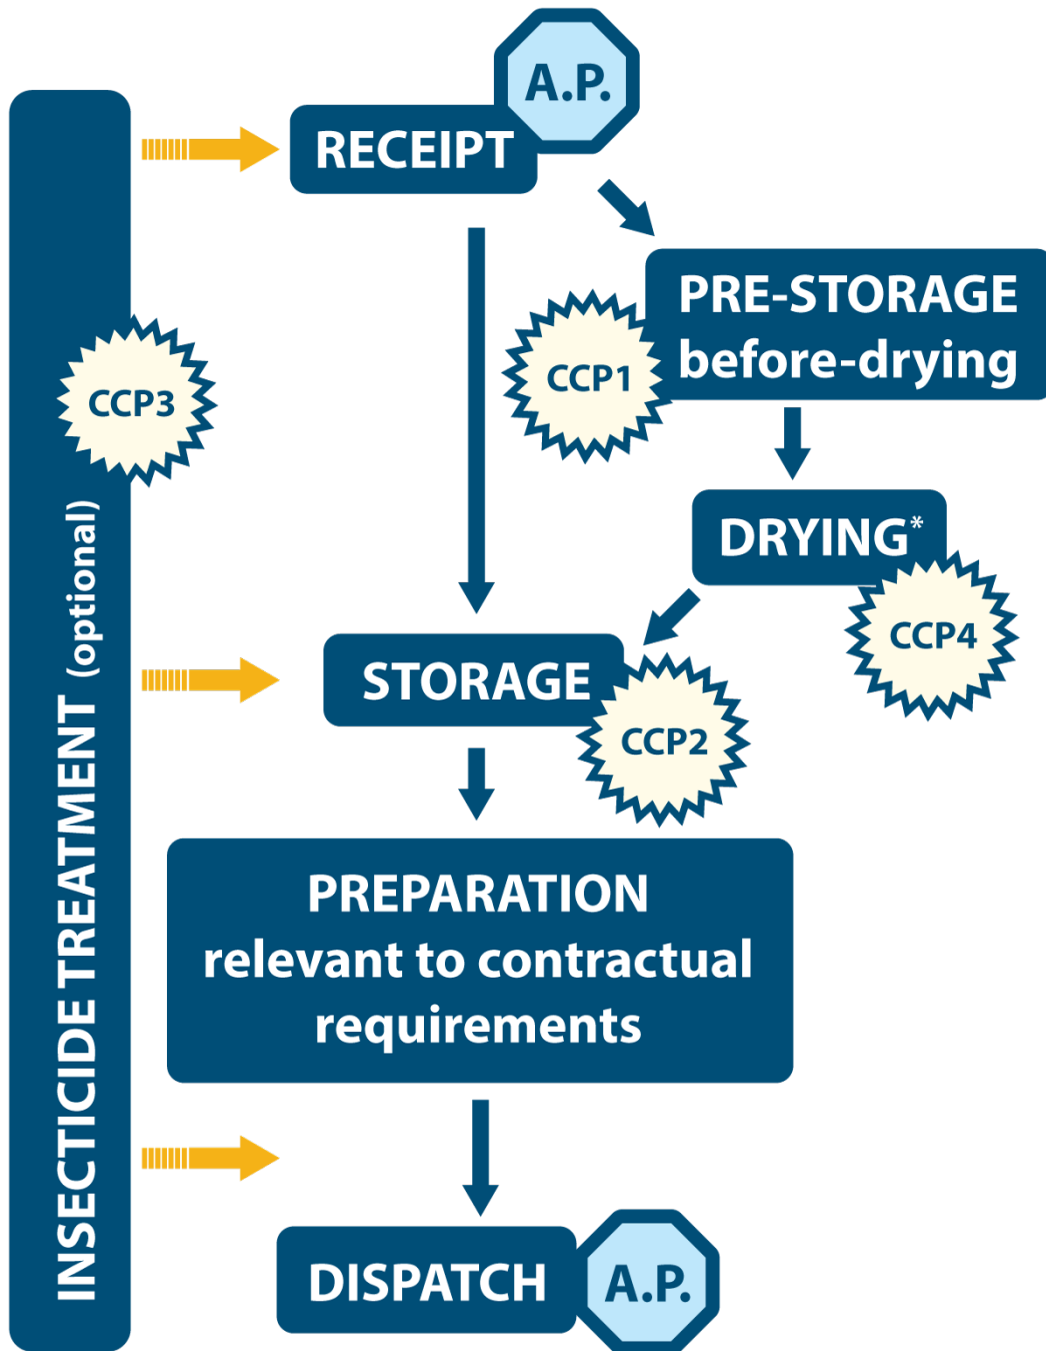 A.P.
RECEIPT
PRE-STORAGE
before-drying
CCP1
CCP3
DRYING*
CCP4
INSECTICIDE TREATMENT (optional)
STORAGE
CCP2
PREPARATION
relevant to contractual
requirements
DISPATCH
A.P.